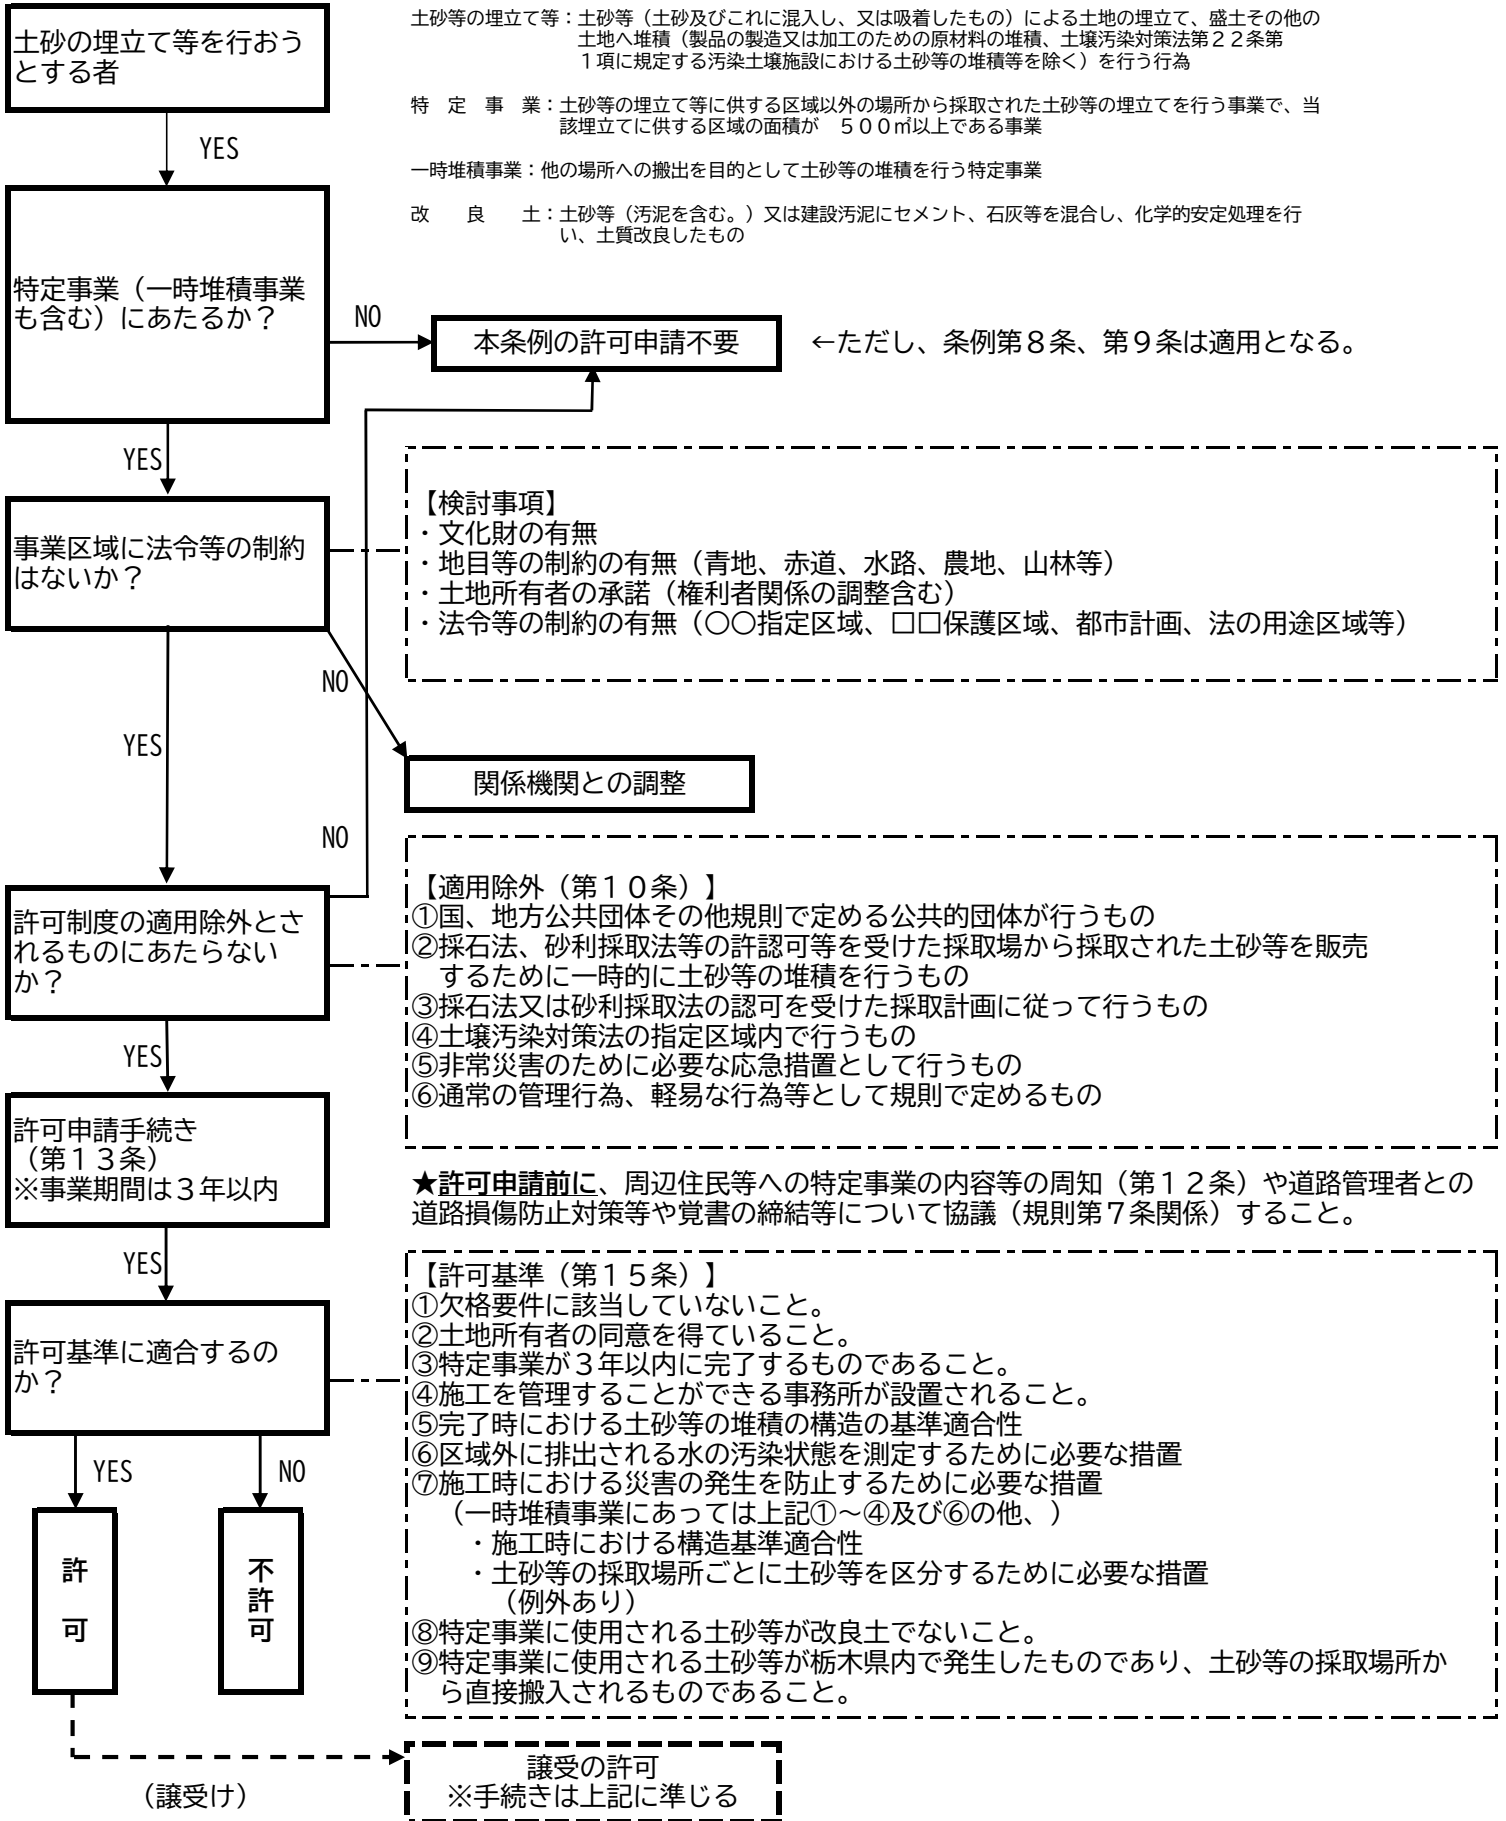 土砂の埋立て等を行おう
とする者
土砂等の埋立て等：土砂等（土砂及びこれに混入し、又は吸着したもの）による土地の埋立て、盛土その他の
土地へ堆積（製品の製造又は加工のための原材料の堆積、土壌汚染対策法第２２条第
１項に規定する汚染土壌施設における土砂等の堆積等を除く）を行う行為
特　定　事　業：土砂等の埋立て等に供する区域以外の場所から採取された土砂等の埋立てを行う事業で、当
該埋立てに供する区域の面積が　５００㎡以上である事業
一時堆積事業：他の場所への搬出を目的として土砂等の堆積を行う特定事業
改　　良　　土：土砂等（汚泥を含む。）又は建設汚泥にセメント、石灰等を混合し、化学的安定処理を行
い、土質改良したもの
YES
特定事業（一時堆積事業
も含む）にあたるか？
NO
本条例の許可申請不要
←ただし、条例第８条、第９条は適用となる。
YES
事業区域に法令等の制約
はないか？
【検討事項】
・文化財の有無
・地目等の制約の有無（青地、赤道、水路、農地、山林等）
・土地所有者の承諾（権利者関係の調整含む）
・法令等の制約の有無（○○指定区域、□□保護区域、都市計画、法の用途区域等）
NO
YES
関係機関との調整
NO
許可制度の適用除外とさ
れるものにあたらない
か？
【適用除外（第１０条）】
①国、地方公共団体その他規則で定める公共的団体が行うもの
②採石法、砂利採取法等の許認可等を受けた採取場から採取された土砂等を販売
するために一時的に土砂等の堆積を行うもの
③採石法又は砂利採取法の認可を受けた採取計画に従って行うもの
④土壌汚染対策法の指定区域内で行うもの
⑤非常災害のために必要な応急措置として行うもの
⑥通常の管理行為、軽易な行為等として規則で定めるもの
YES
許可申請手続き
（第１３条）
※事業期間は３年以内
★許可申請前に、周辺住民等への特定事業の内容等の周知（第１２条）や道路管理者との
道路損傷防止対策等や覚書の締結等について協議（規則第７条関係）すること。
YES
許可基準に適合するの
か？
【許可基準（第１５条）】
①欠格要件に該当していないこと。
②土地所有者の同意を得ていること。
③特定事業が３年以内に完了するものであること。
④施工を管理することができる事務所が設置されること。
⑤完了時における土砂等の堆積の構造の基準適合性
⑥区域外に排出される水の汚染状態を測定するために必要な措置
⑦施工時における災害の発生を防止するために必要な措置
（一時堆積事業にあっては上記①～④及び⑥の他、）
・施工時における構造基準適合性
・土砂等の採取場所ごとに土砂等を区分するために必要な措置
（例外あり）
⑧特定事業に使用される土砂等が改良土でないこと。
⑨特定事業に使用される土砂等が栃木県内で発生したものであり、土砂等の採取場所か
ら直接搬入されるものであること。
YES
NO
許可
不許可
（譲受け）
譲受の許可
※手続きは上記に準じる